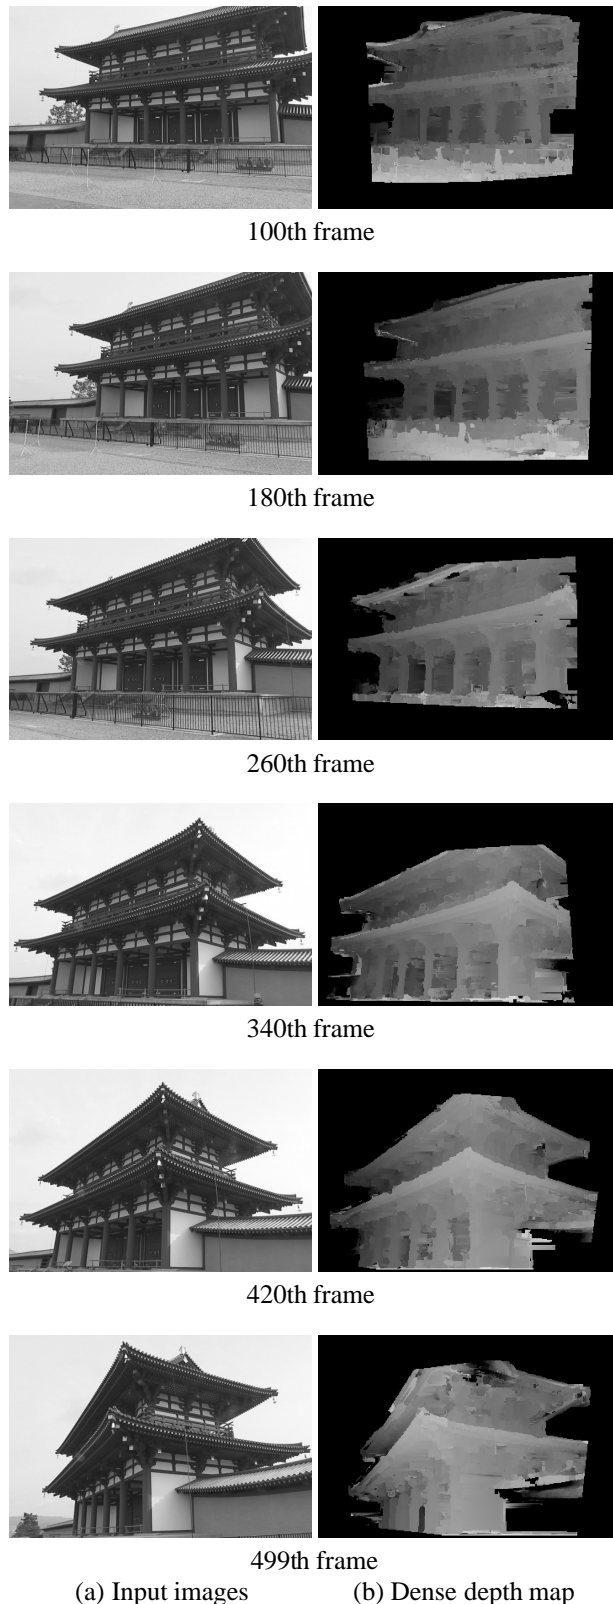 100th frame
180th frame
260th frame
340th frame
420th frame
499th frame
(a) Input images
(b) Dense depth map